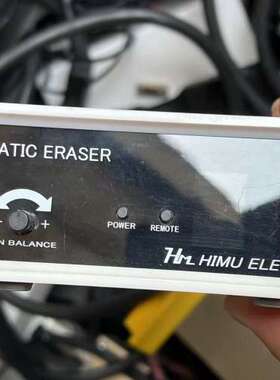 ATIC ERASER
- +
N BALANCE
POWER REMOTE
HM HIMU ELE